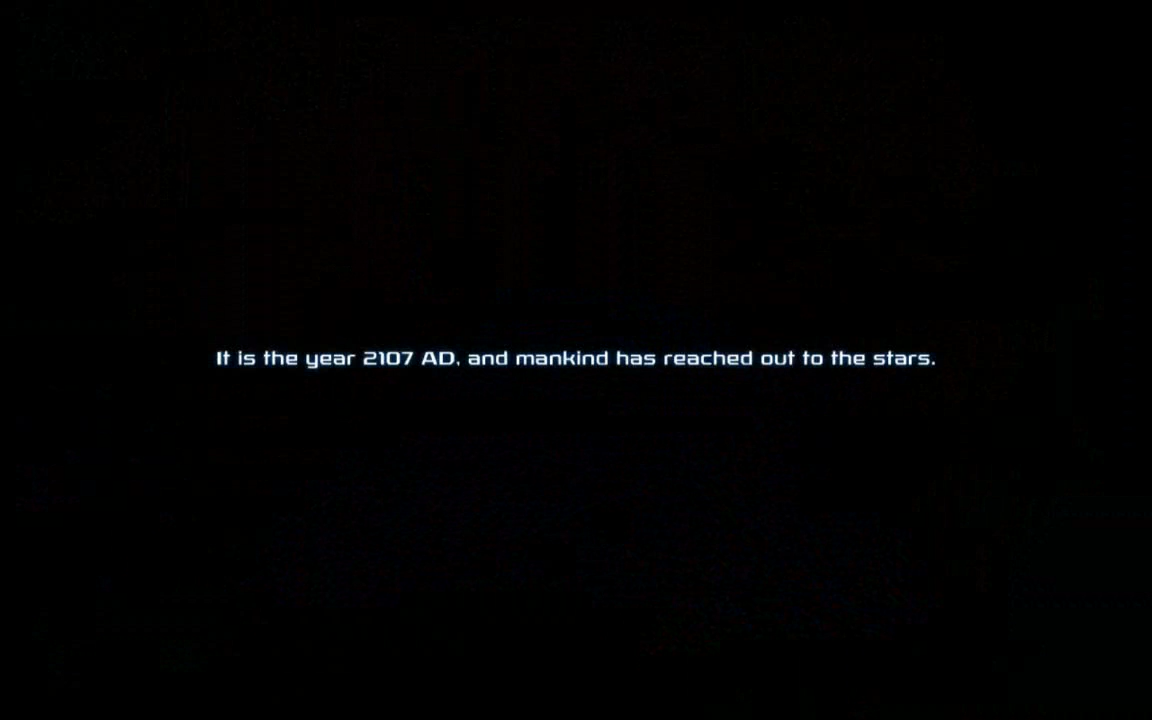 It is the year 2107 AD, and mankind has reached out to the stars.